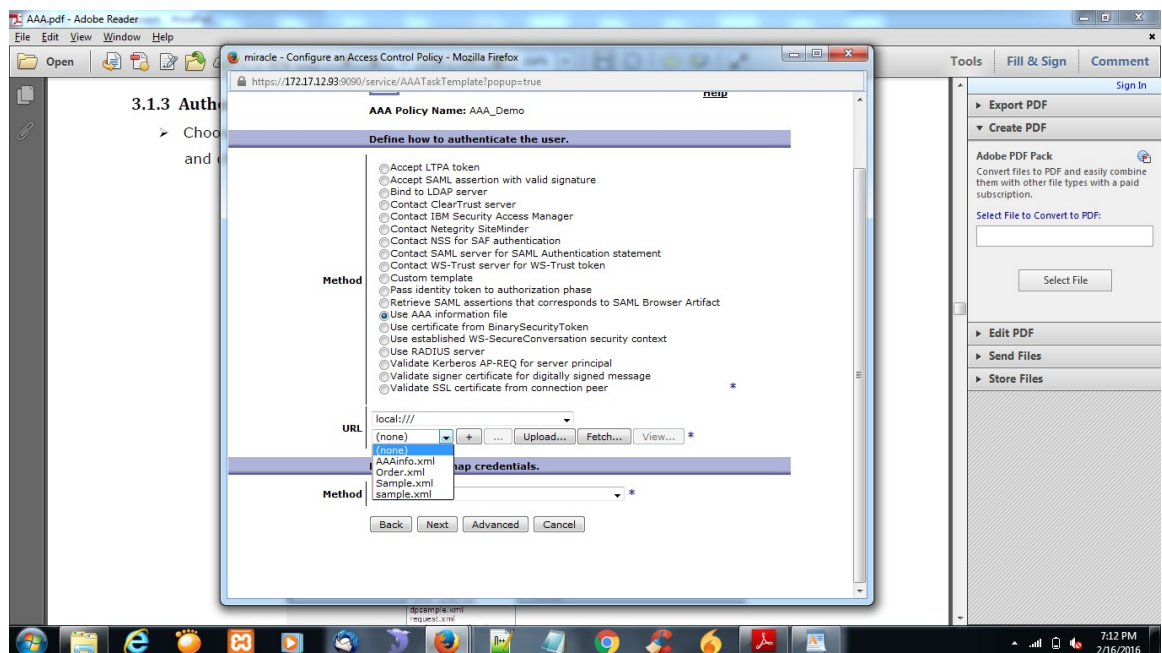 AAA.pdf - Adobe Reader
File Edit View Window Help
Open
Tools Fill & Sign Comment
Sign In
Export PDF
Create PDF
Adobe PDF Pack
Convert files to PDF and easily combine
them with other file types with a paid
subscription.
Select File to Convert to PDF:
Select File
Edit PDF
Send Files
Store Files
3.1.3 Authe
Choo
and c
miracle - Configure an Access Control Policy - Mozilla Firefox
https://172.17.12.93:9090/service/AAATaskTemplate?popup=true
Help
AAA Policy Name: AAA_Demo
Define how to authenticate the user.
Method
Accept LTPA token
Accept SAML assertion with valid signature
Bind to LDAP server
Contact ClearTrust server
Contact IBM Security Access Manager
Contact Netegrity SiteMinder
Contact NSS for SAF authentication
Contact SAML server for SAML Authentication statement
Contact WS-Trust server for WS-Trust token
Custom template
Pass identity token to authorization phase
Retrieve SAML assertions that corresponds to SAML Browser Artifact
Use AAA information file
Use certificate from BinarySecurityToken
Use established WS-SecureConversation security context
Use RADIUS server
Validate Kerberos AP-REQ for server principal
Validate signer certificate for digitally signed message
Validate SSL certificate from connection peer *
URL
local:///
(none) + ... Upload... Fetch... View... *
(none)
AAAinfo.xml
Order.xml
Sample.xml
sample.xml
map credentials.
Method *
Back Next Advanced Cancel
dpsample.xml
request.xml
7:12 PM
2/16/2016